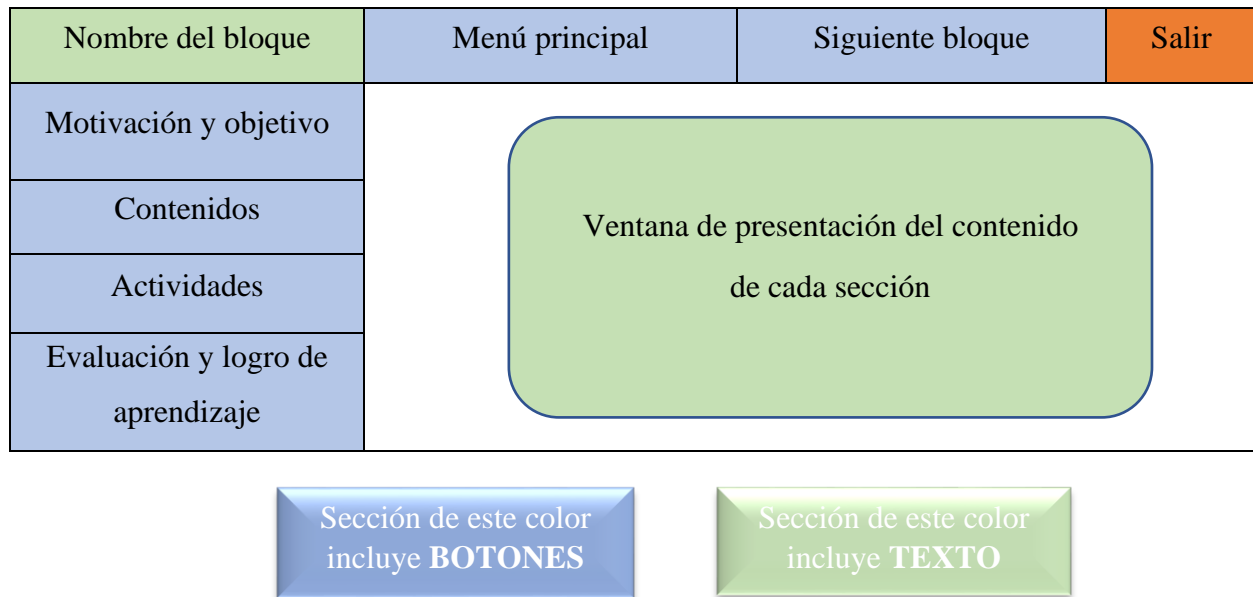 Nombre del bloque
Menú principal
Siguiente bloque
Salir
Motivación y objetivo
Contenidos
Actividades
Evaluación y logro de
aprendizaje
Ventana de presentación del contenido
de cada sección
Sección de este color
incluye BOTONES
Sección de este color
incluye TEXTO